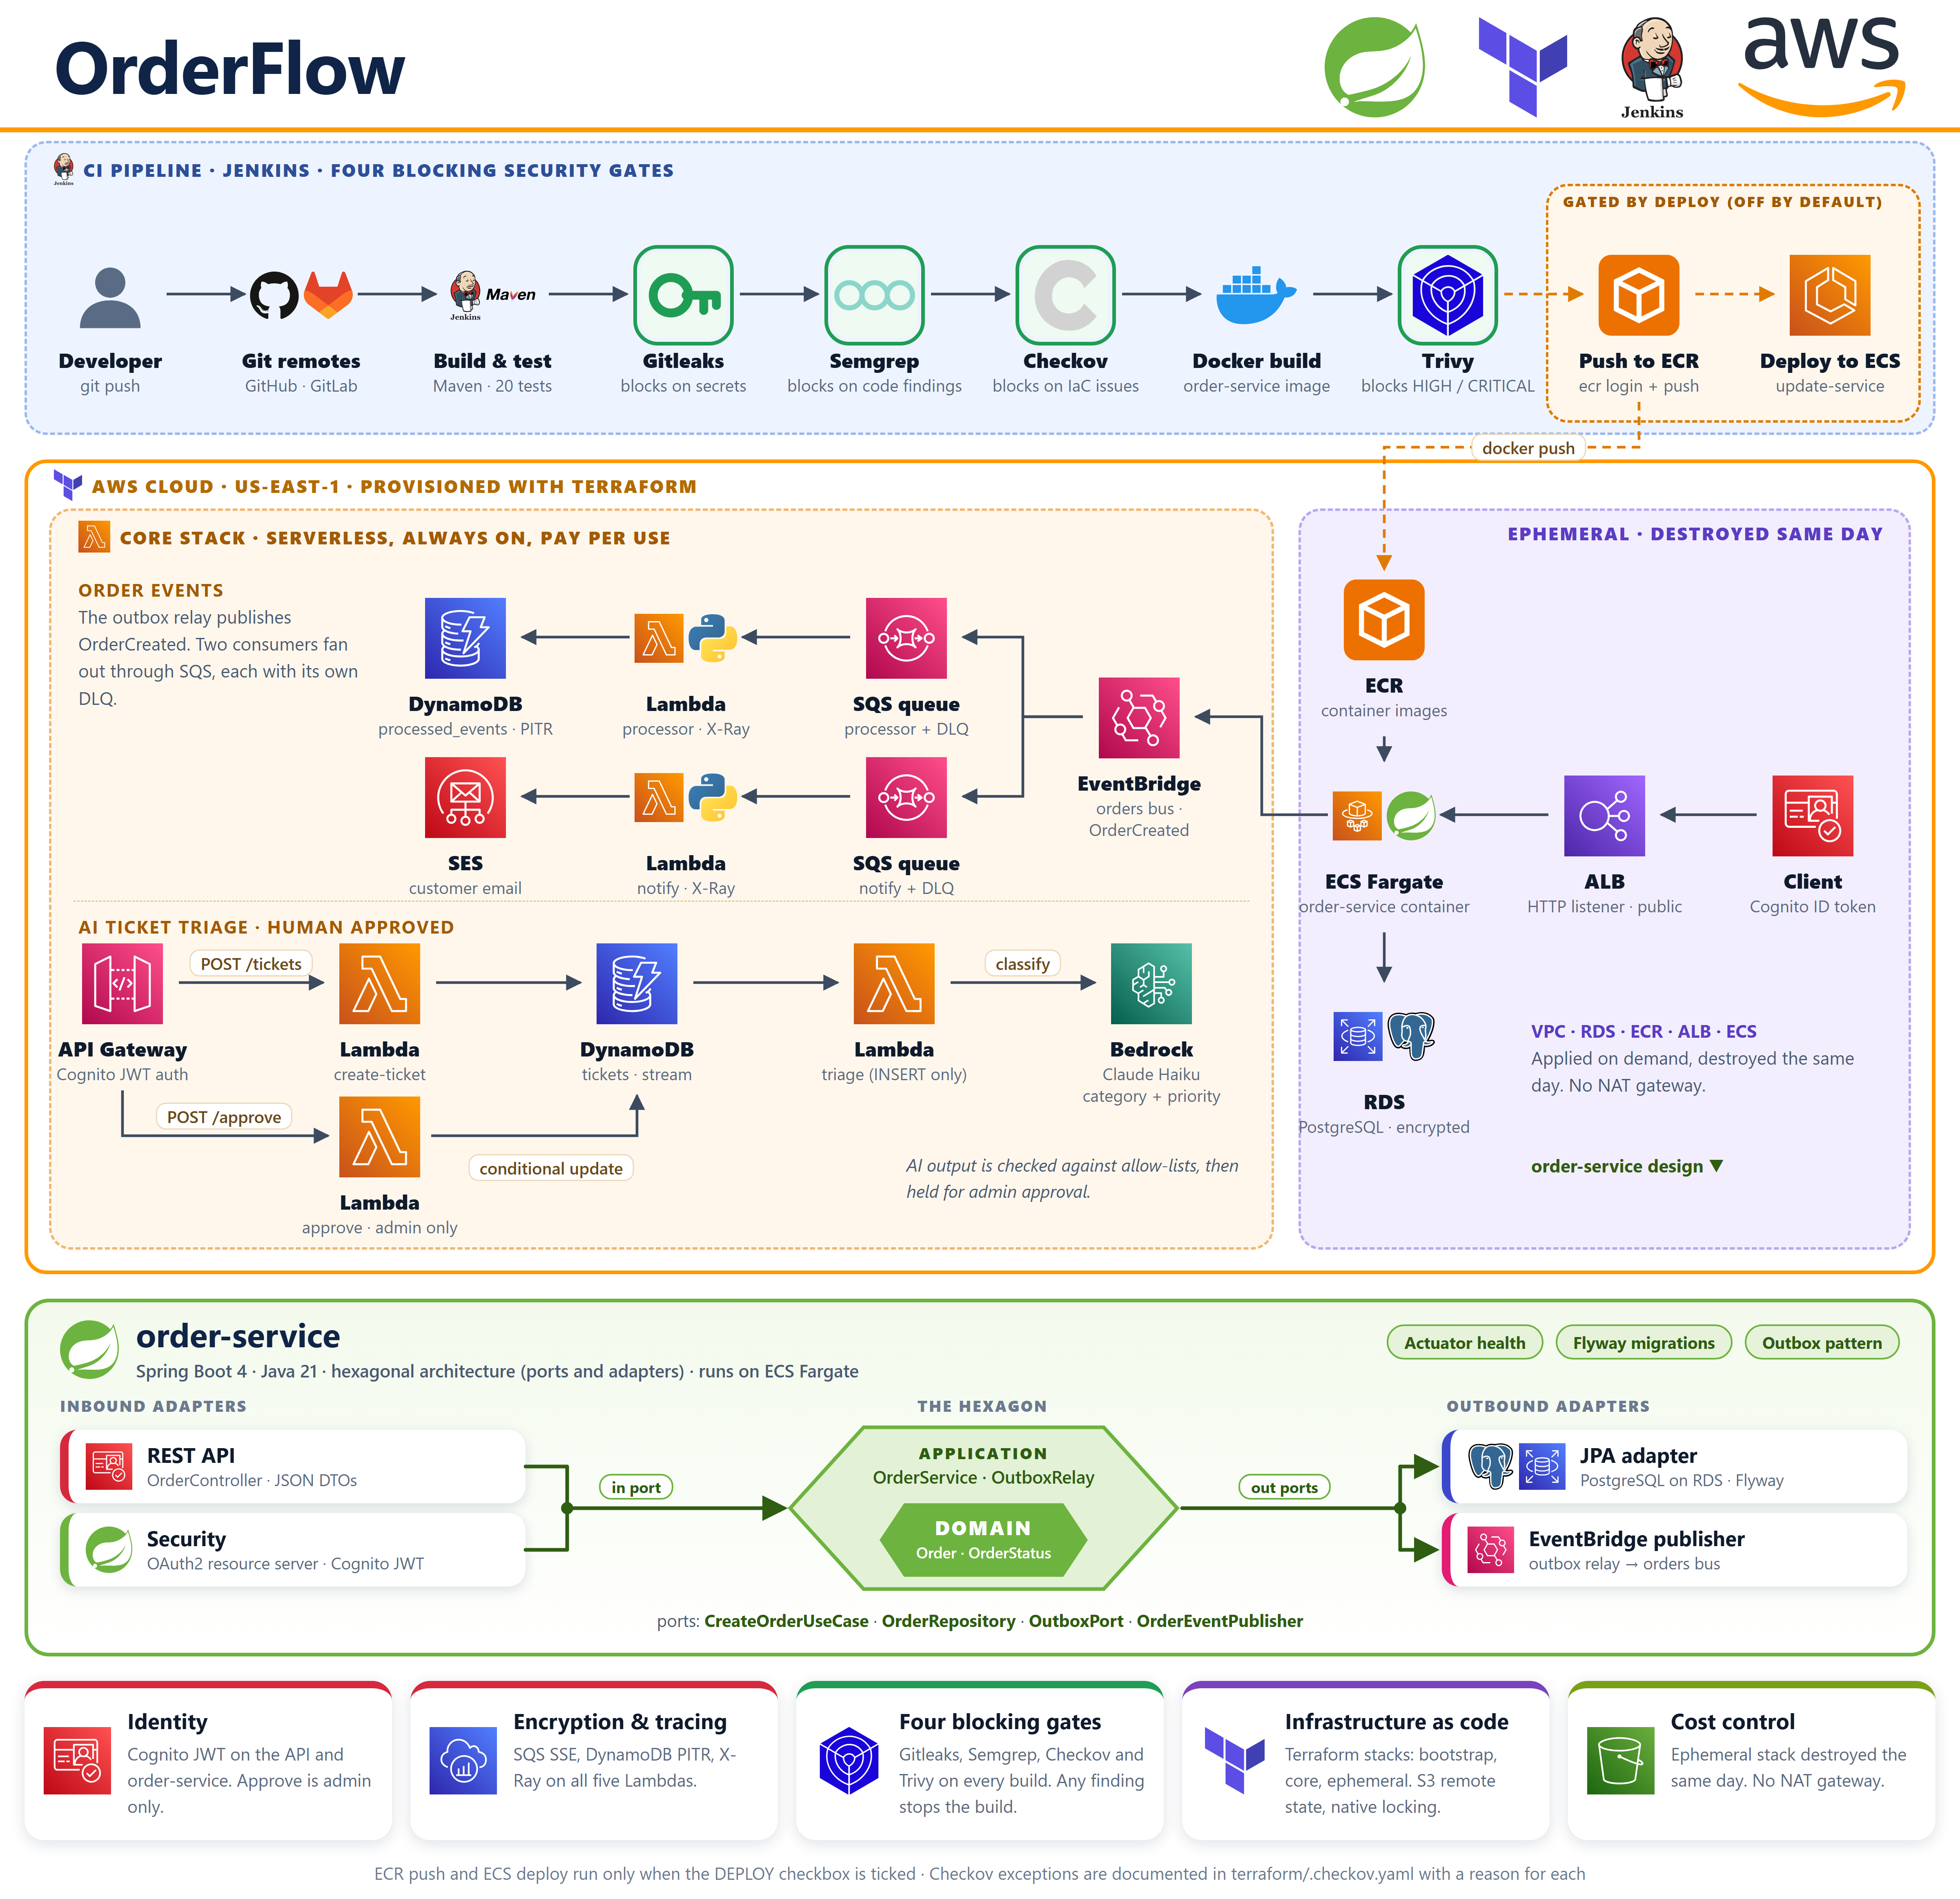 OrderFlow
Jenkins
aws
Jenkins
CI PIPELINE · JENKINS · FOUR BLOCKING SECURITY GATES
GATED BY DEPLOY (OFF BY DEFAULT)
Jenkins
Maven
Developer
git push
Git remotes
GitHub · GitLab
Build & test
Maven · 20 tests
Gitleaks
blocks on secrets
Semgrep
blocks on code findings
Checkov
blocks on IaC issues
Docker build
order-service image
Trivy
blocks HIGH / CRITICAL
Push to ECR
ecr login + push
Deploy to ECS
update-service
docker push
AWS CLOUD · US-EAST-1 · PROVISIONED WITH TERRAFORM
CORE STACK · SERVERLESS, ALWAYS ON, PAY PER USE
ORDER EVENTS
The outbox relay publishes
OrderCreated. Two consumers fan
out through SQS, each with its own
DLQ.
DynamoDB
processed_events · PITR
Lambda
processor · X-Ray
SQS queue
processor + DLQ
EventBridge
orders bus ·
OrderCreated
SES
customer email
Lambda
notify · X-Ray
SQS queue
notify + DLQ
AI TICKET TRIAGE · HUMAN APPROVED
POST /tickets
classify
API Gateway
Cognito JWT auth
Lambda
create-ticket
DynamoDB
tickets · stream
Lambda
triage (INSERT only)
Bedrock
Claude Haiku
category + priority
POST /approve
conditional update
Lambda
approve · admin only
AI output is checked against allow-lists, then
held for admin approval.
EPHEMERAL · DESTROYED SAME DAY
ECR
container images
ECS Fargate
order-service container
ALB
HTTP listener · public
Client
Cognito ID token
RDS
PostgreSQL · encrypted
VPC · RDS · ECR · ALB · ECS
Applied on demand, destroyed the same
day. No NAT gateway.
order-service design ▼
order-service
Spring Boot 4 · Java 21 · hexagonal architecture (ports and adapters) · runs on ECS Fargate
Actuator health
Flyway migrations
Outbox pattern
INBOUND ADAPTERS
THE HEXAGON
OUTBOUND ADAPTERS
REST API
OrderController · JSON DTOs
Security
OAuth2 resource server · Cognito JWT
in port
APPLICATION
OrderService · OutboxRelay
DOMAIN
Order · OrderStatus
out ports
JPA adapter
PostgreSQL on RDS · Flyway
EventBridge publisher
outbox relay → orders bus
ports: CreateOrderUseCase · OrderRepository · OutboxPort · OrderEventPublisher
Identity
Cognito JWT on the API and
order-service. Approve is admin
only.
Encryption & tracing
SQS SSE, DynamoDB PITR, X-
Ray on all five Lambdas.
Four blocking gates
Gitleaks, Semgrep, Checkov and
Trivy on every build. Any finding
stops the build.
Infrastructure as code
Terraform stacks: bootstrap,
core, ephemeral. S3 remote
state, native locking.
Cost control
Ephemeral stack destroyed the
same day. No NAT gateway.
ECR push and ECS deploy run only when the DEPLOY checkbox is ticked · Checkov exceptions are documented in terraform/.checkov.yaml with a reason for each